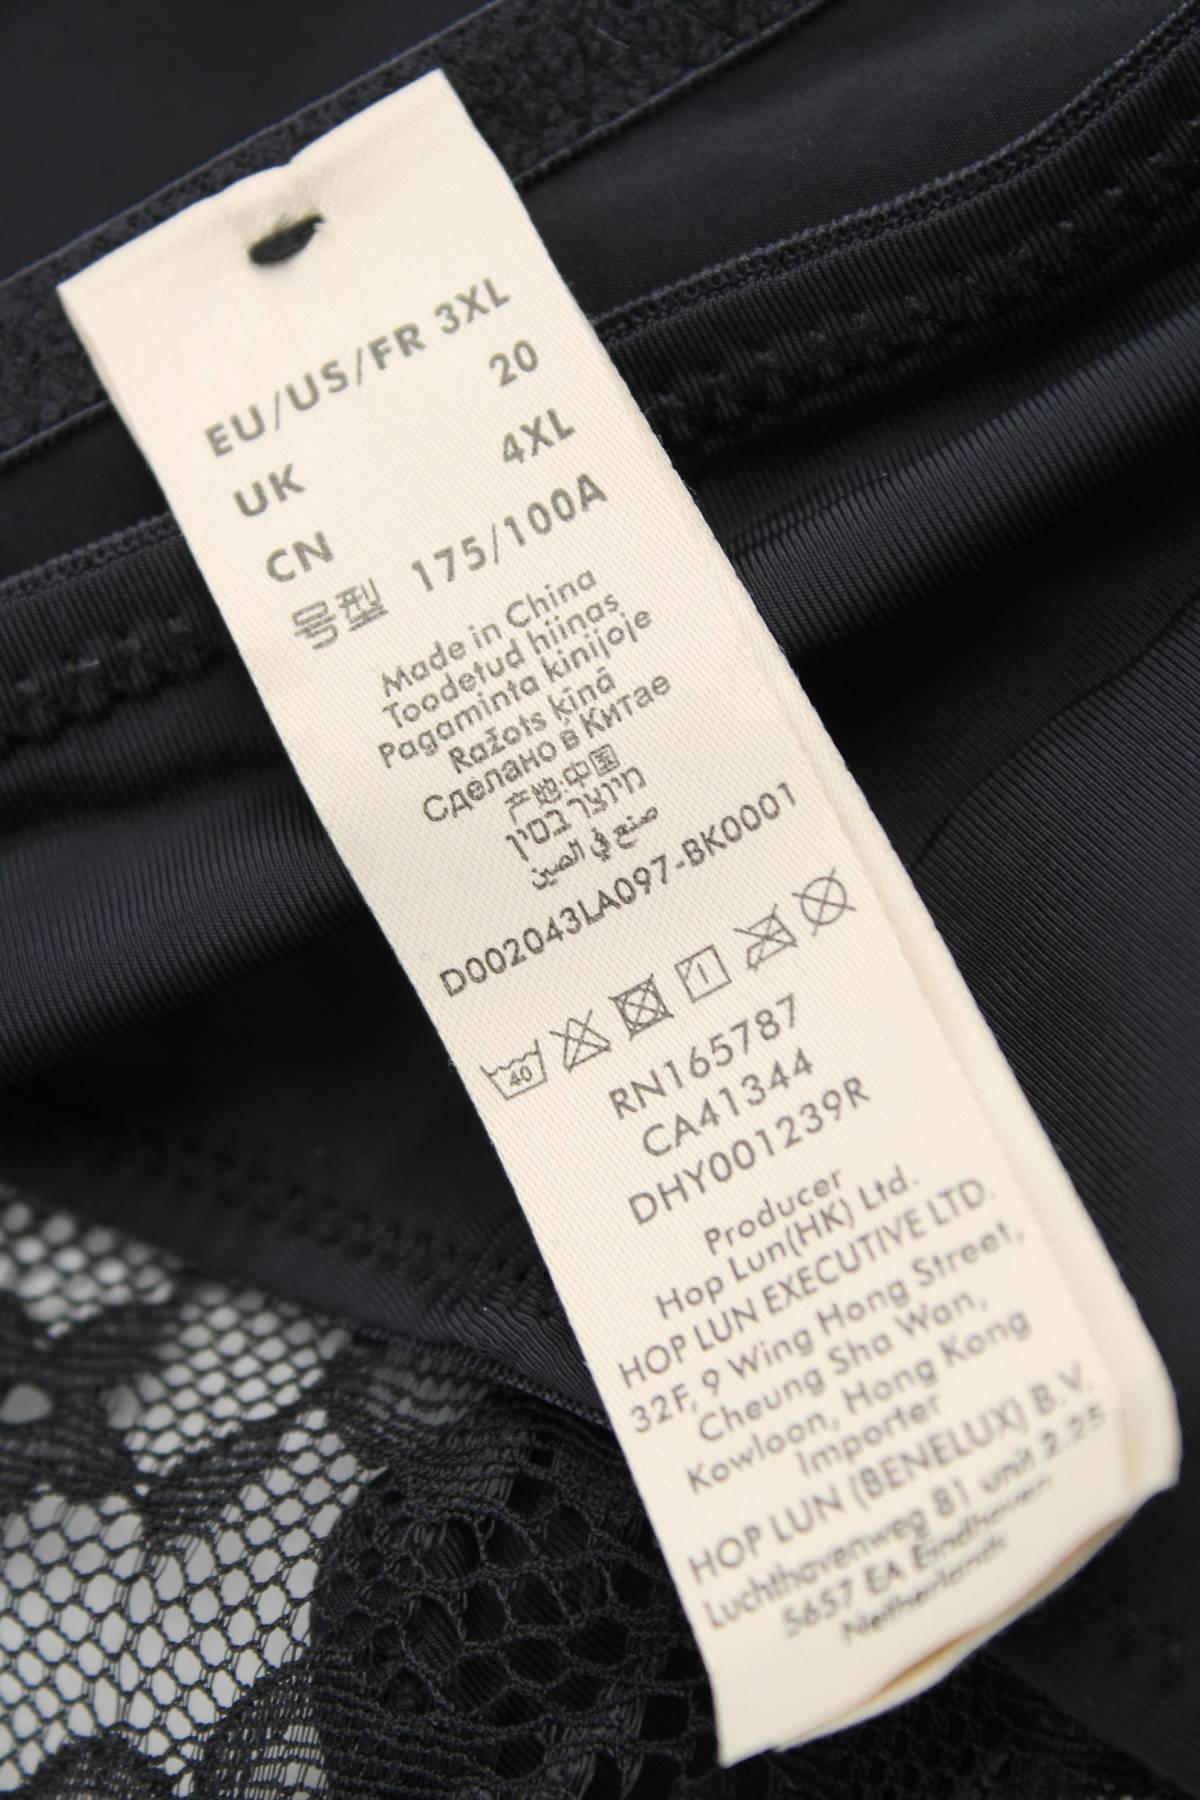 EU/US/FR 3XL
UK 20
CN 4XL
号型 175/100A
Made in China
Toodetud hiinas
Pagaminta kinijoje
Ražots ķīnā
Сделано в Китае
产地:中国
מיוצר בסין
صنع في الصين
D002043LA097-BK0001
40
RN165787
CA41344
DHY001239R
Producer
Hop Lun(HK) Ltd.
HOP LUN EXECUTIVE LTD.
32F, 9 Wing Hong Street,
Cheung Sha Wan,
Kowloon, Hong Kong
Importer
HOP LUN (BENELUX) B.V.
Luchthavenweg 81 unit 2.25
5657 EA Eindhoven
Netherlands